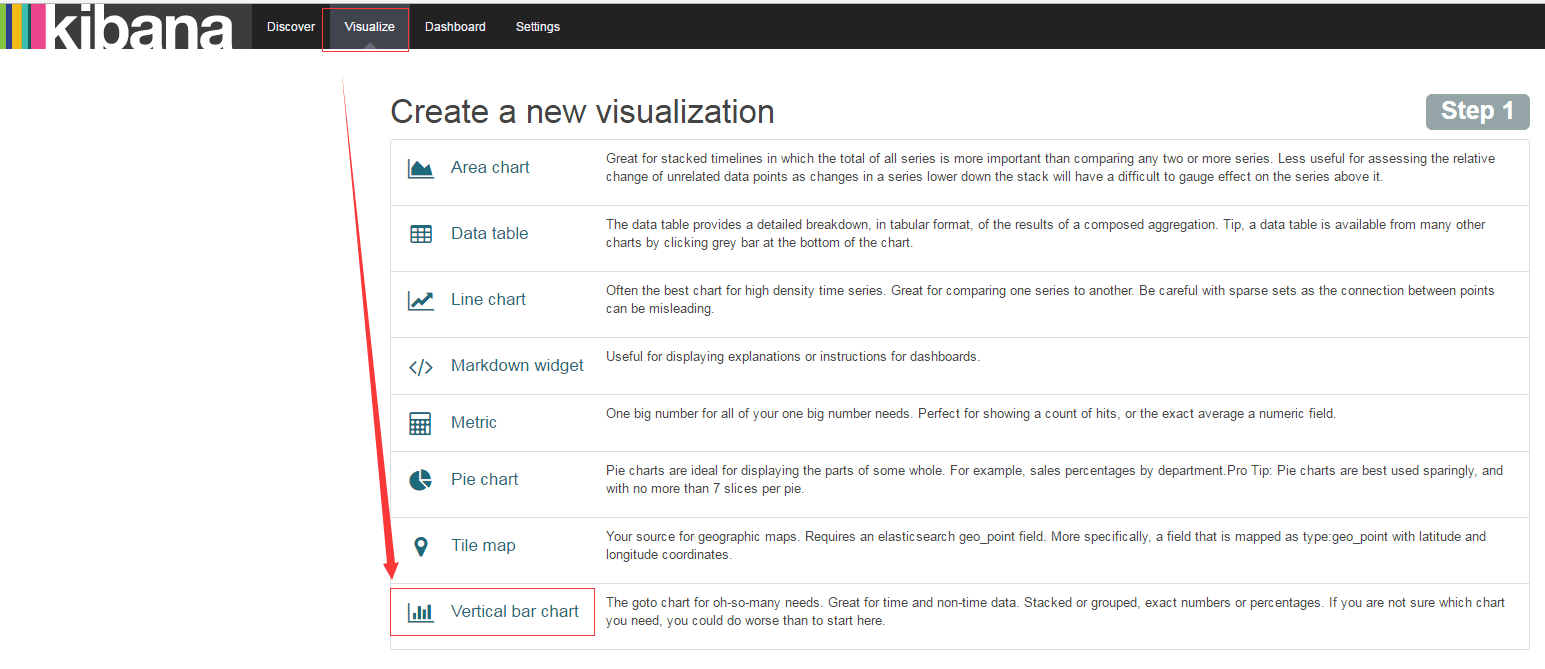 kibana Discover Visualize Dashboard Settings
Create a new visualization Step 1
Area chart
Great for stacked timelines in which the total of all series is more important than comparing any two or more series. Less useful for assessing the relative
change of unrelated data points as changes in a series lower down the stack will have a difficult to gauge effect on the series above it.
Data table
The data table provides a detailed breakdown, in tabular format, of the results of a composed aggregation. Tip, a data table is available from many other
charts by clicking grey bar at the bottom of the chart.
Line chart
Often the best chart for high density time series. Great for comparing one series to another. Be careful with sparse sets as the connection between points
can be misleading.
Markdown widget
Useful for displaying explanations or instructions for dashboards.
Metric
One big number for all of your one big number needs. Perfect for showing a count of hits, or the exact average a numeric field.
Pie chart
Pie charts are ideal for displaying the parts of some whole. For example, sales percentages by department.Pro Tip: Pie charts are best used sparingly, and
with no more than 7 slices per pie.
Tile map
Your source for geographic maps. Requires an elasticsearch geo_point field. More specifically, a field that is mapped as type:geo_point with latitude and
longitude coordinates.
Vertical bar chart
The goto chart for oh-so-many needs. Great for time and non-time data. Stacked or grouped, exact numbers or percentages. If you are not sure which chart
you need, you could do worse than to start here.